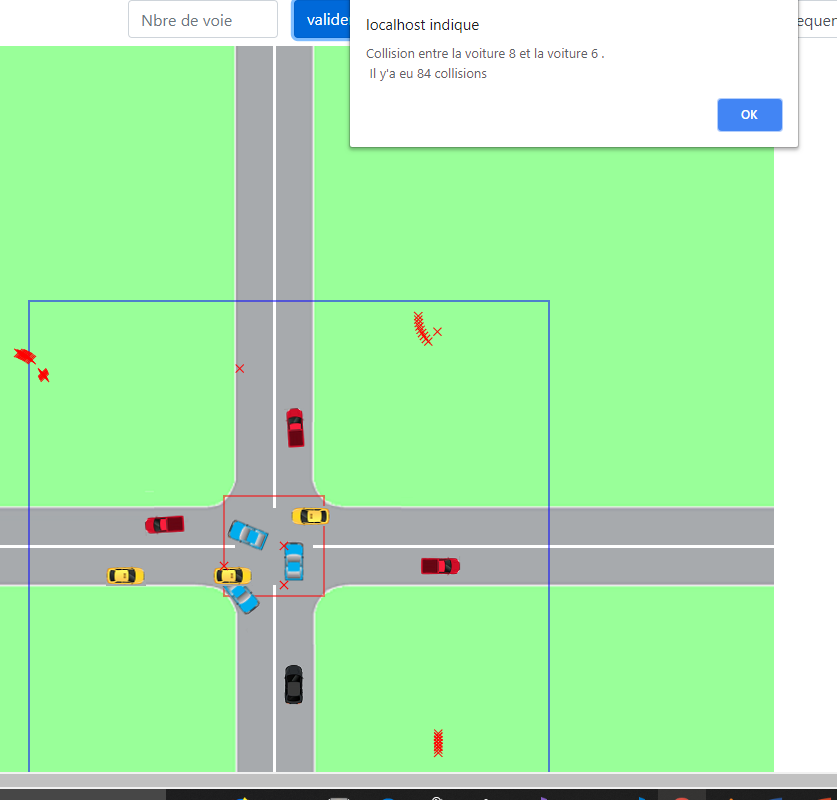 Nbre de voie
valide
localhost indique
Collision entre la voiture 8 et la voiture 6 .
Il y'a eu 84 collisions
OK